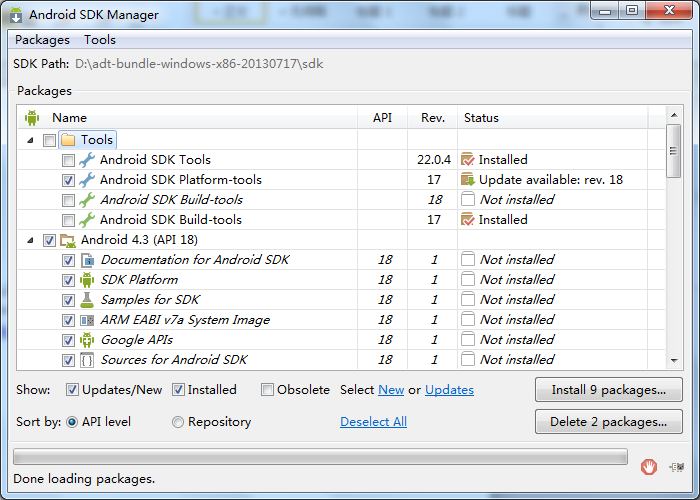 Android SDK Manager
Packages Tools
SDK Path: D:\adt-bundle-windows-x86-20130717\sdk
Packages
Name API Rev. Status
Tools
Android SDK Tools 22.0.4 Installed
Android SDK Platform-tools 17 Update available: rev. 18
Android SDK Build-tools 18 Not installed
Android SDK Build-tools 17 Installed
Android 4.3 (API 18)
Documentation for Android SDK 18 1 Not installed
SDK Platform 18 1 Not installed
Samples for SDK 18 1 Not installed
ARM EABI v7a System Image 18 1 Not installed
Google APIs 18 1 Not installed
Sources for Android SDK 18 1 Not installed
Show: Updates/New Installed Obsolete Select New or Updates Install 9 packages...
Sort by: API level Repository Deselect All Delete 2 packages...
Done loading packages.